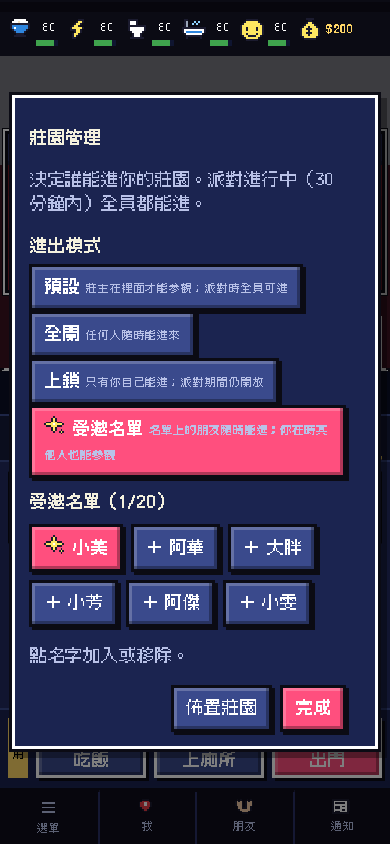 80 80 80 80 80 $200
莊園管理
決定誰能進你的莊園。派對進行中（30
分鐘內）全員都能進。
進出模式
預設 莊主在裡面才能參觀；派對時全員可進
全開 任何人隨時能進來
上鎖 只有你自己能進；派對期間仍開放
受邀名單 名單上的朋友隨時能進；你在時其
他人也能參觀
受邀名單（1/20）
小美 + 阿華 + 大胖
+ 小芳 + 阿傑 + 小雯
點名字加入或移除。
佈置莊園 完成
吃飯 上廁所 出門
選單 我 朋友 通知